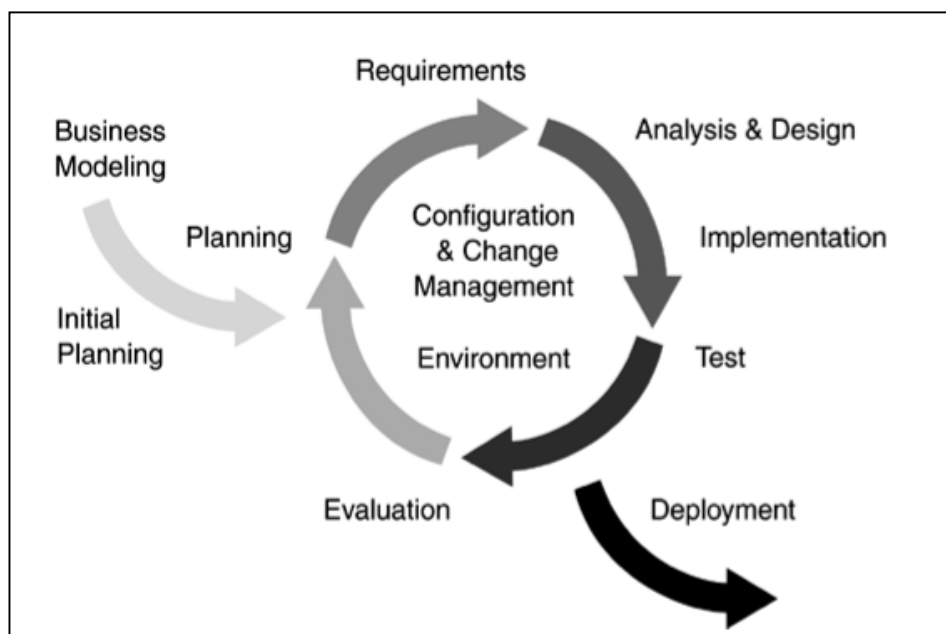 Requirements
Business
Modeling
Analysis & Design
Planning
Configuration
& Change
Management
Implementation
Initial
Planning
Environment
Test
Evaluation
Deployment